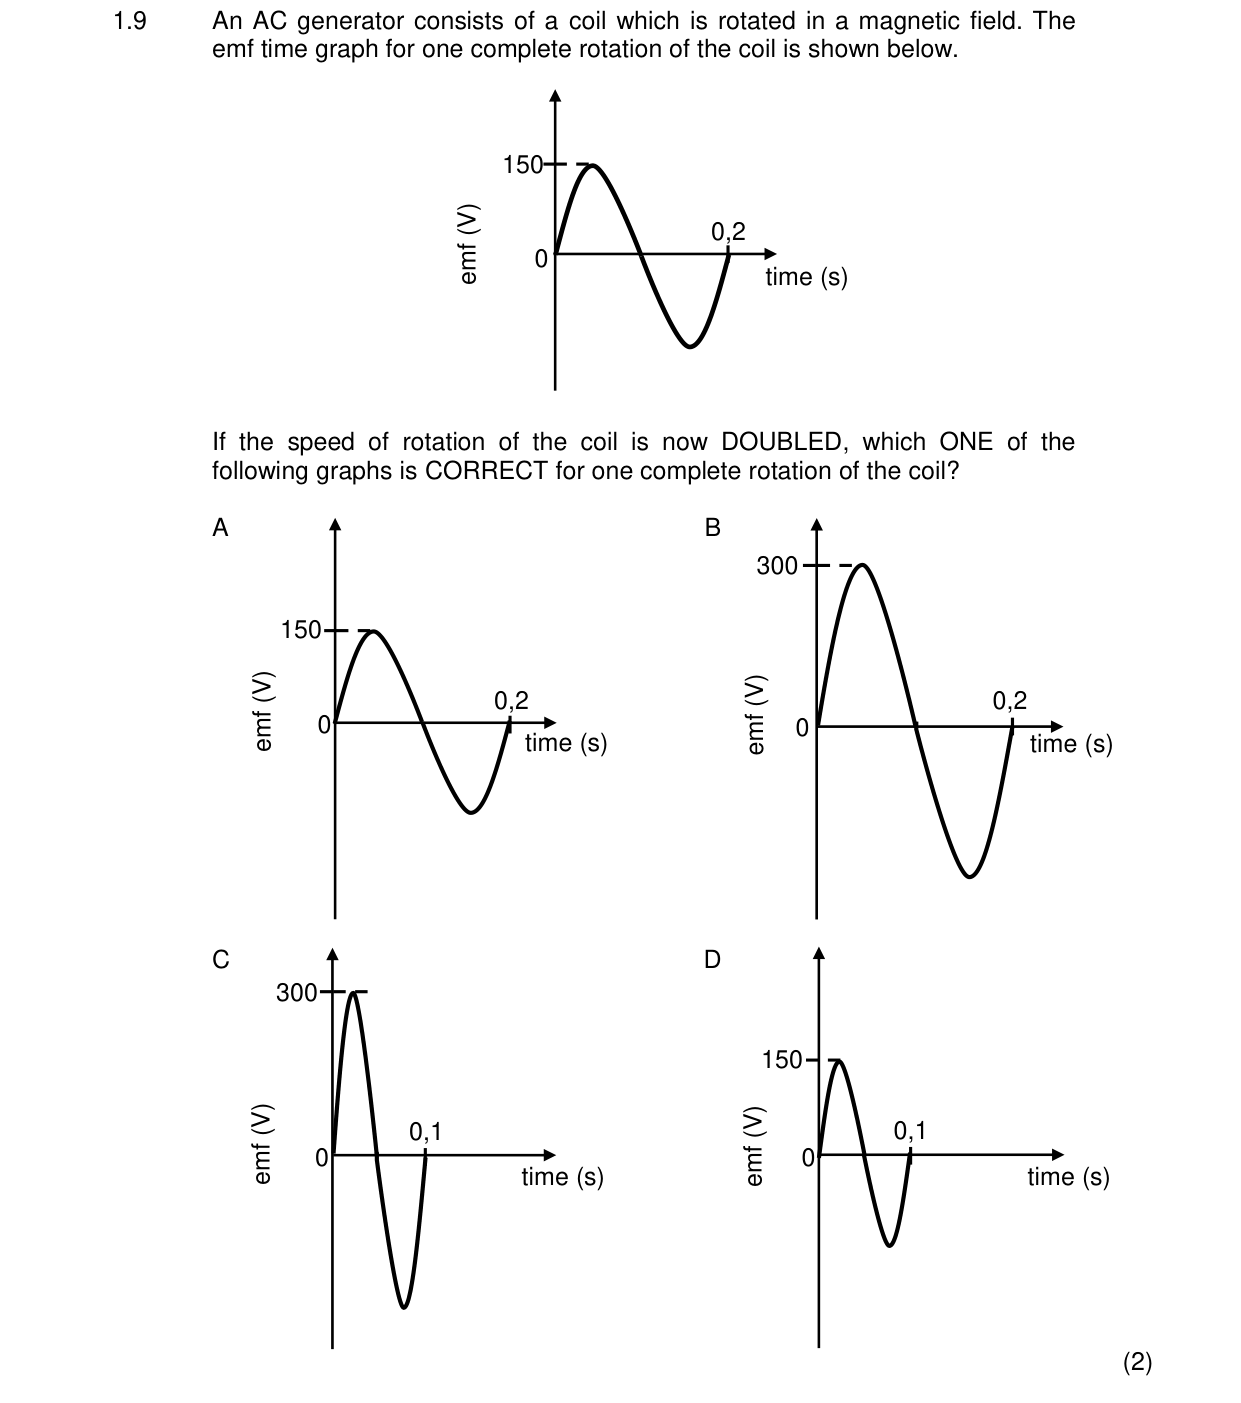 1.9 An AC generator consists of a coil which is rotated in a magnetic field. The
emf time graph for one complete rotation of the coil is shown below.
150
emf (V)
0,2
0
time (s)
If the speed of rotation of the coil is now DOUBLED, which ONE of the
following graphs is CORRECT for one complete rotation of the coil?
A
150
emf (V)
0,2
0
time (s)
B
300
emf (V)
0,2
0
time (s)
C
300
emf (V)
0,1
0
time (s)
D
150
emf (V)
0,1
0
time (s)
(2)